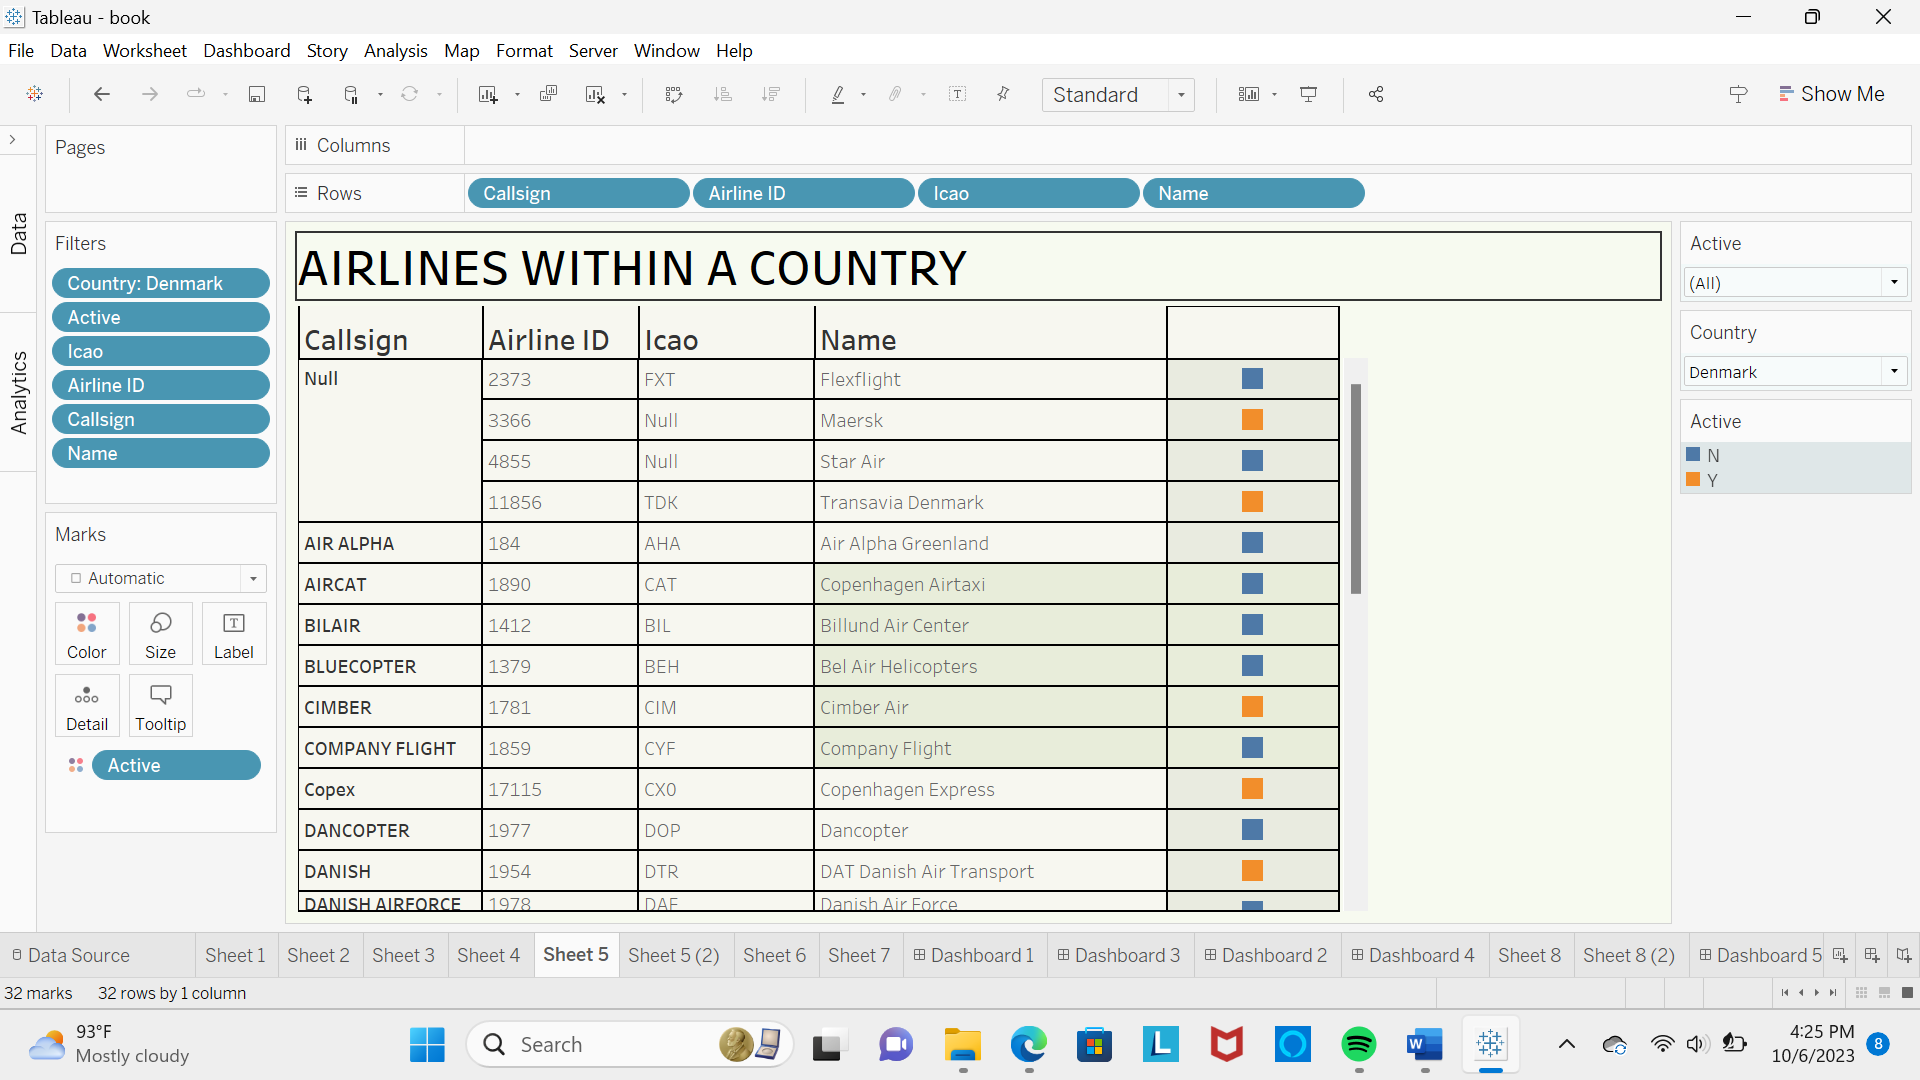 Tableau - book
File Data Worksheet Dashboard Story Analysis Map Format Server Window Help
Standard
Show Me
Pages
Columns
Rows
Callsign Airline ID Icao Name
Data
Analytics
Filters
Country: Denmark
Active
Icao
Airline ID
Callsign
Name
Marks
Automatic
Color Size Label
Detail Tooltip
Active
AIRLINES WITHIN A COUNTRY
Callsign Airline ID Icao Name
Null 2373 FXT Flexflight
3366 Null Maersk
4855 Null Star Air
11856 TDK Transavia Denmark
AIR ALPHA 184 AHA Air Alpha Greenland
AIRCAT 1890 CAT Copenhagen Airtaxi
BILAIR 1412 BIL Billund Air Center
BLUECOPTER 1379 BEH Bel Air Helicopters
CIMBER 1781 CIM Cimber Air
COMPANY FLIGHT 1859 CYF Company Flight
Copex 17115 CX0 Copenhagen Express
DANCOPTER 1977 DOP Dancopter
DANISH 1954 DTR DAT Danish Air Transport
DANISH AIRFORCE 1978 DAF Danish Air Force
Active
(All)
Country
Denmark
Active
N
Y
Data Source Sheet 1 Sheet 2 Sheet 3 Sheet 4 Sheet 5 Sheet 5 (2) Sheet 6 Sheet 7 Dashboard 1 Dashboard 3 Dashboard 2 Dashboard 4 Sheet 8 Sheet 8 (2) Dashboard 5
32 marks 32 rows by 1 column
93°F
Mostly cloudy
Search
4:25 PM
10/6/2023
8